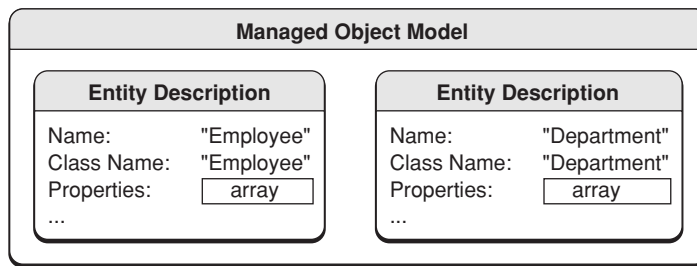 Managed Object Model
Entity Description
Name: "Employee"
Class Name: "Employee"
Properties: array
...
Entity Description
Name: "Department"
Class Name: "Department"
Properties: array
...